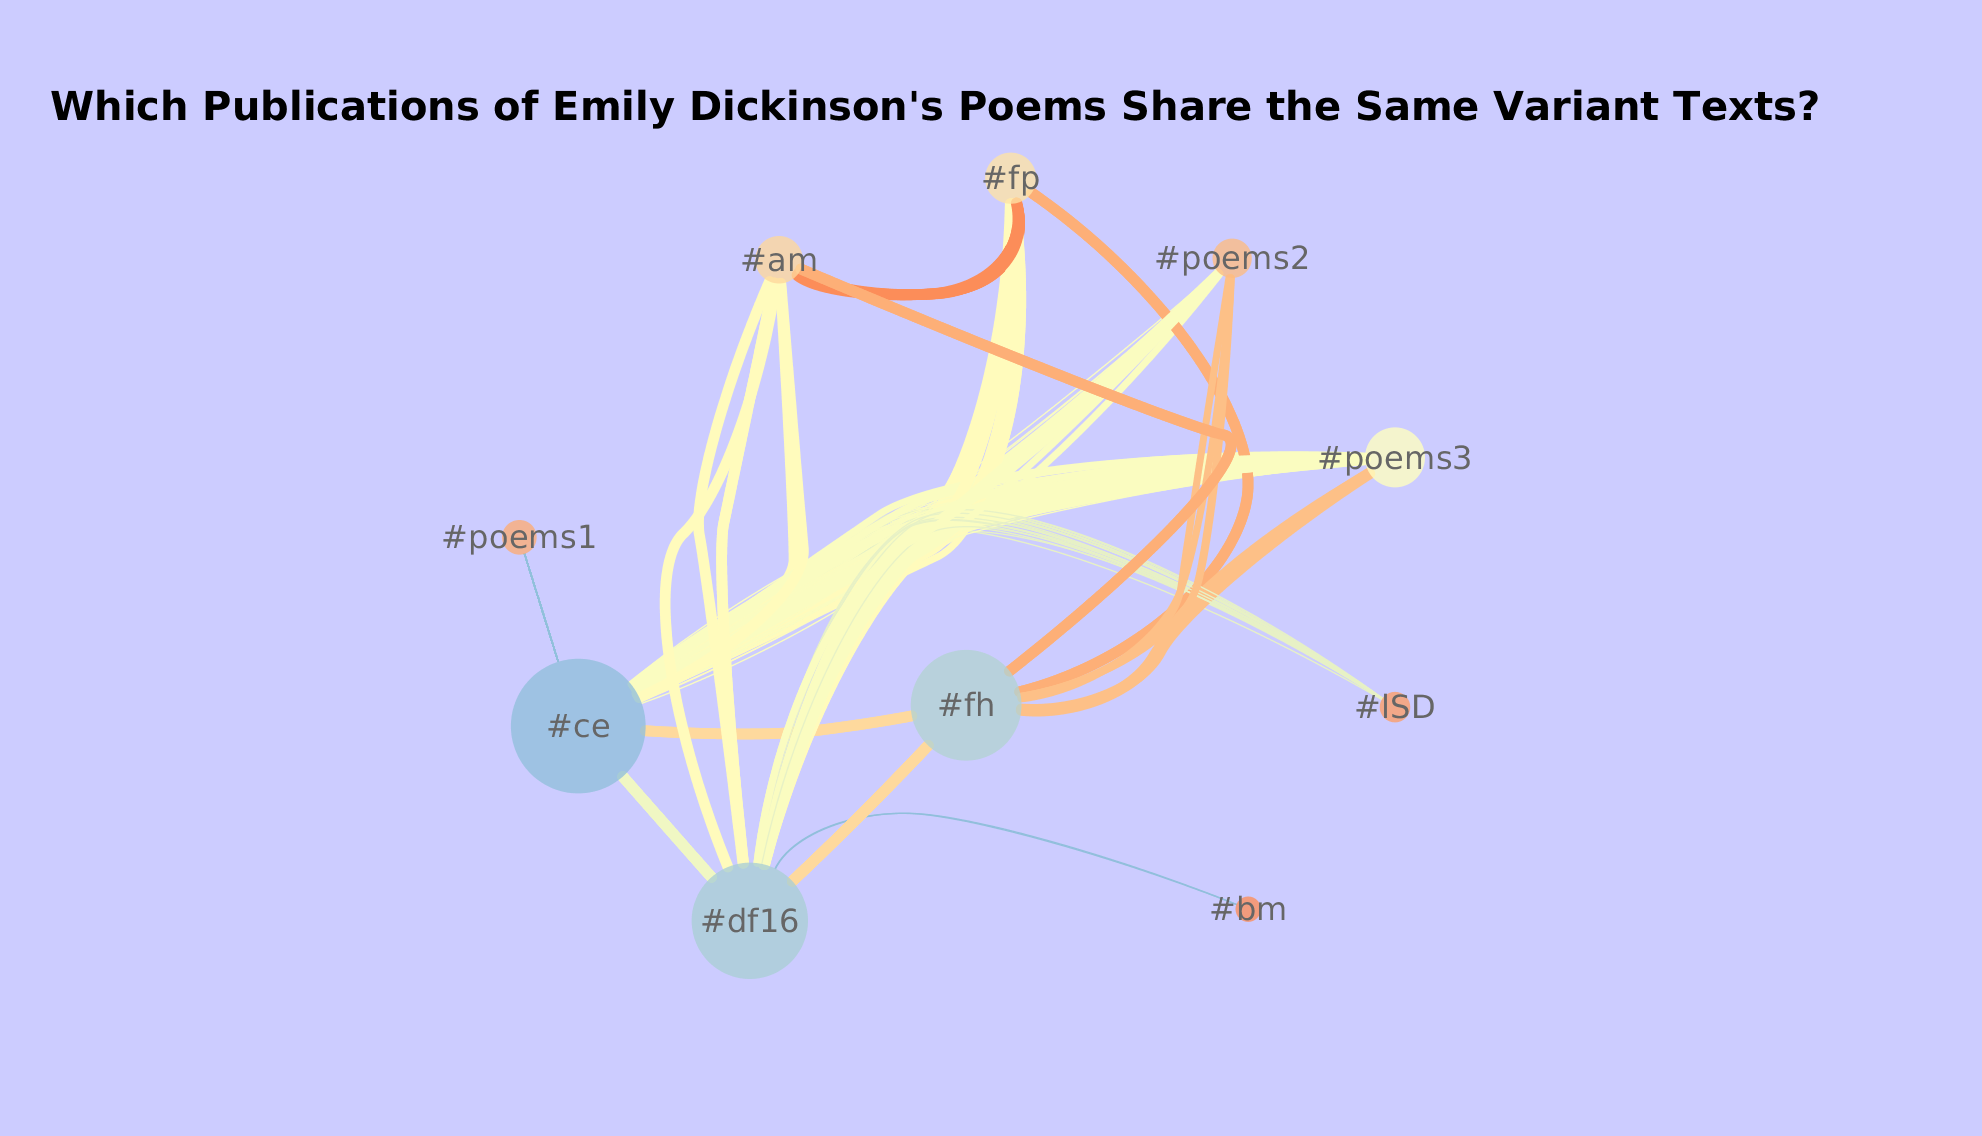 Which Publications of Emily Dickinson's Poems Share the Same Variant Texts?
#fp
#am
#poems2
#poems3
#poems1
#fh
#lSD
#ce
#bm
#df16